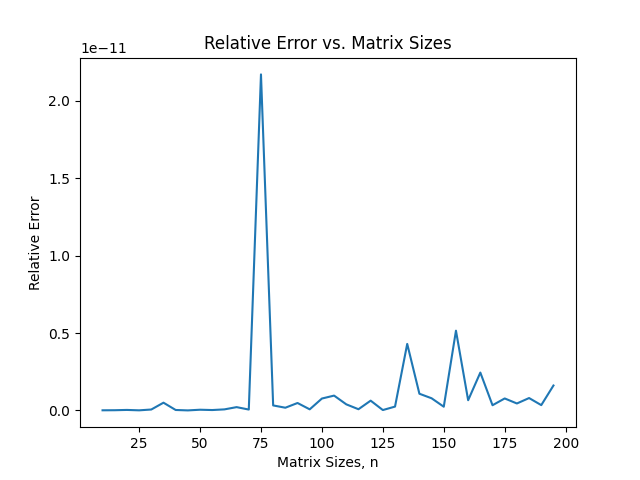 Relative Error vs. Matrix Sizes
1e−11
2.0
1.5
1.0
0.5
0.0
Relative Error
25 50 75 100 125 150 175 200
Matrix Sizes, n